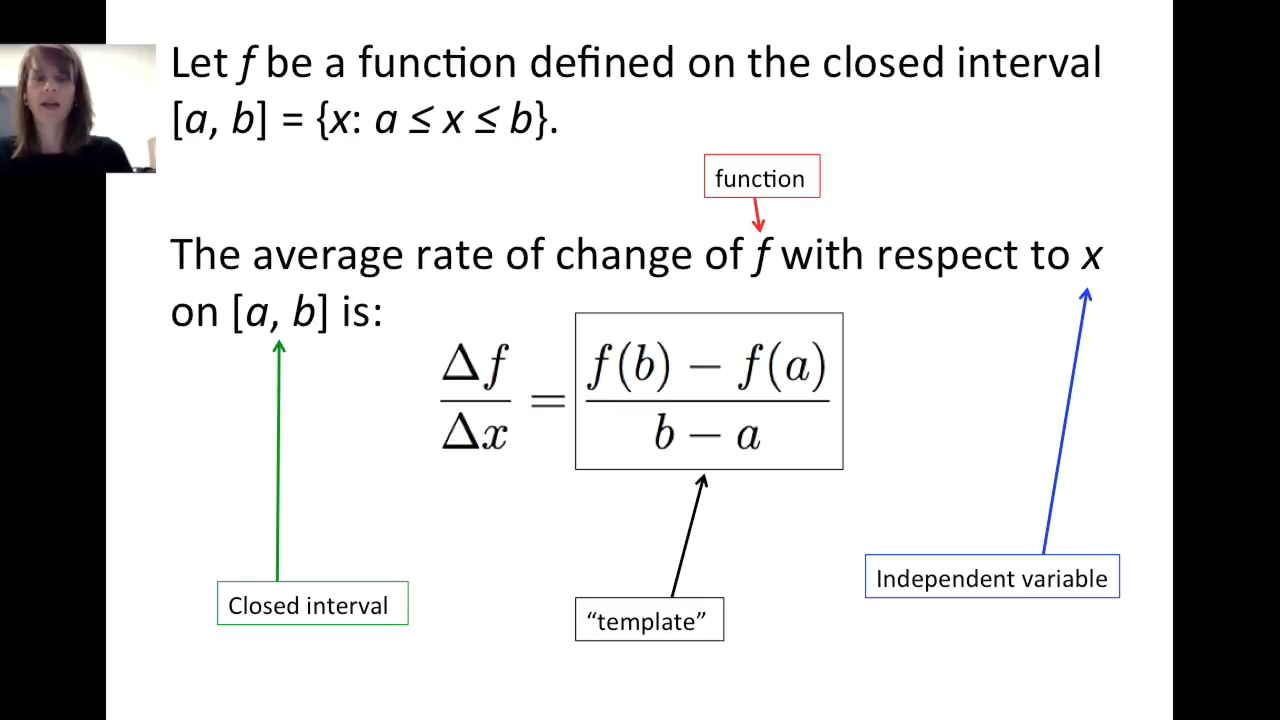 Let f be a function defined on the closed interval
[a, b] = {x: a ≤ x ≤ b}.
function
The average rate of change of f with respect to x
on [a, b] is:
Δf/Δx = f(b) − f(a)/b − a
Independent variable
Closed interval
“template”